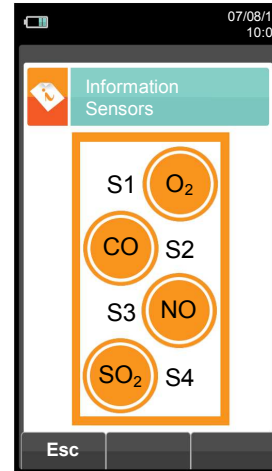 07/08/1
10:0
Information
Sensors
S1 O₂
CO S2
S3 NO
SO₂ S4
Esc